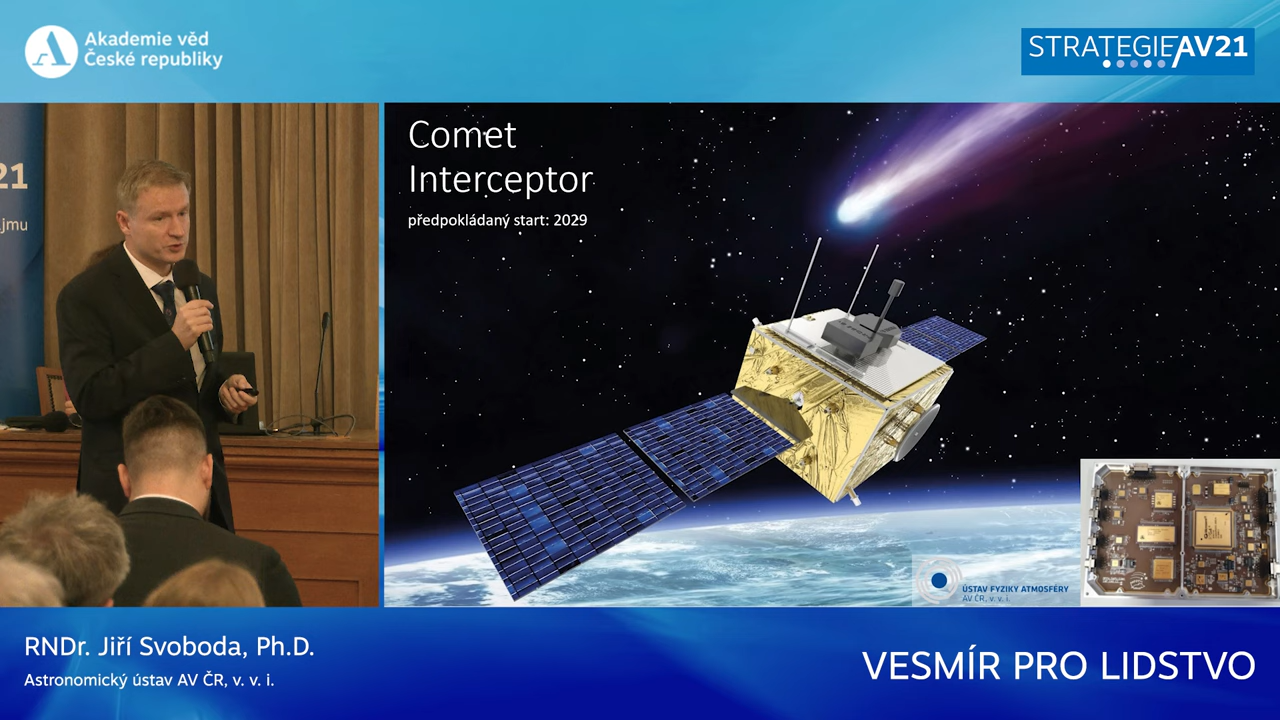 Akademie věd
České republiky
STRATEGIE AV21
21
jmu
Comet
Interceptor
předpokládaný start: 2029
ÚSTAV FYZIKY ATMOSFÉRY
AV ČR, v. v. i.
RNDr. Jiří Svoboda, Ph.D.
Astronomický ústav AV ČR, v. v. i.
VESMÍR PRO LIDSTVO